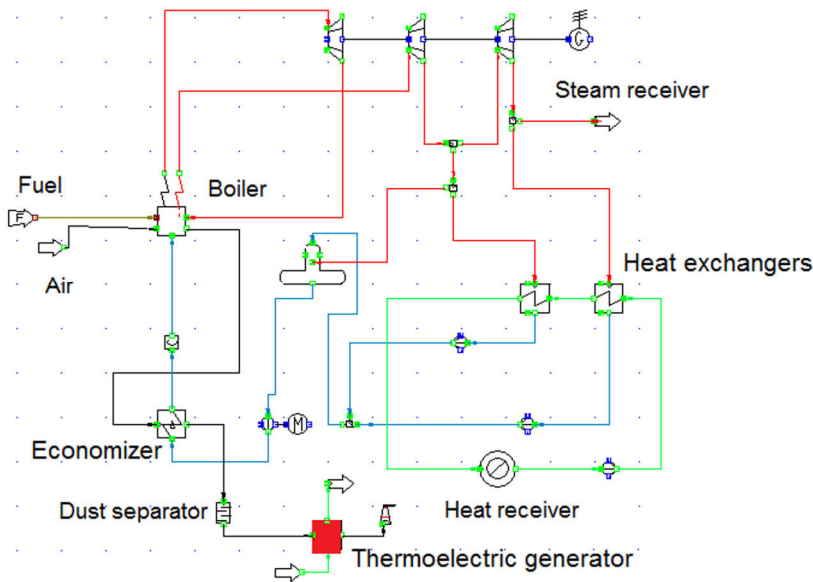 G
Steam receiver
Fuel
Boiler
F
Air
Heat exchangers
M
Economizer
Dust separator
Heat receiver
Thermoelectric generator